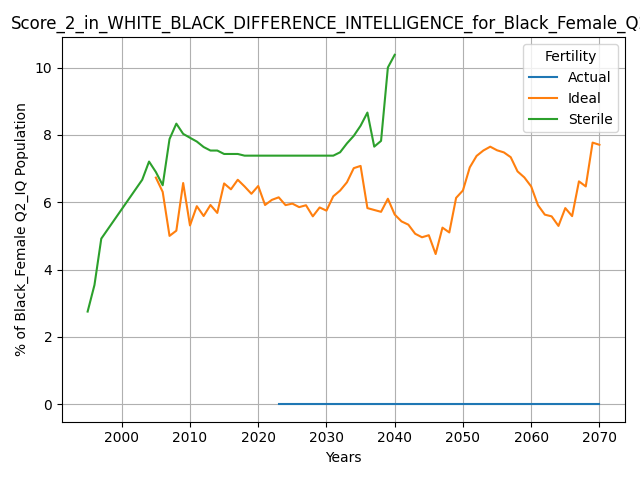 Score_2_in_WHITE_BLACK_DIFFERENCE_INTELLIGENCE_for_Black_Female_Q
Fertility
Actual
Ideal
Sterile
% of Black_Female Q2_IQ Population
10
8
6
4
2
0
2000 2010 2020 2030 2040 2050 2060 2070
Years